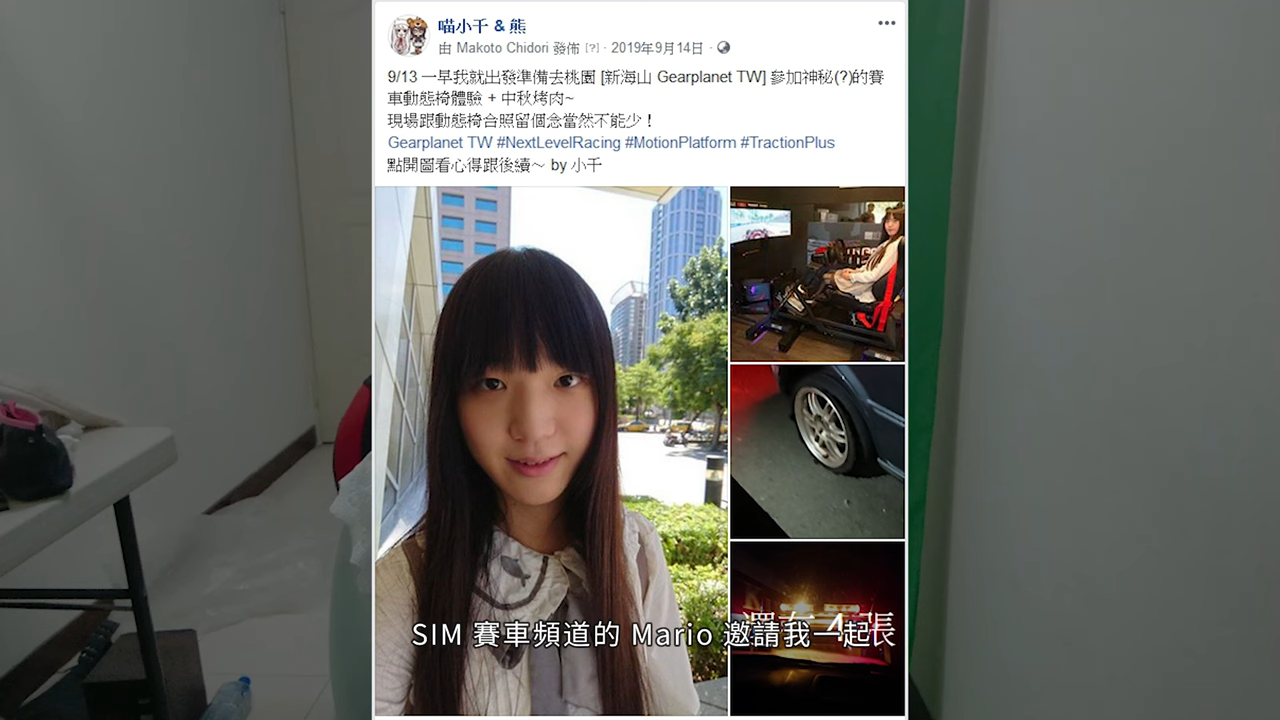 喵小千 & 熊
由 Makoto Chidori 發佈 [?] · 2019年9月14日 ·
9/13 一早我就出發準備去桃園 [新海山 Gearplanet TW] 參加神秘(?)的賽
車動態椅體驗 + 中秋烤肉~
現場跟動態椅合照留個念當然不能少！
Gearplanet TW #NextLevelRacing #MotionPlatform #TractionPlus
點開圖看心得跟後續～ by 小千
還有 4 張
SIM 賽車頻道的 Mario 邀請我一起